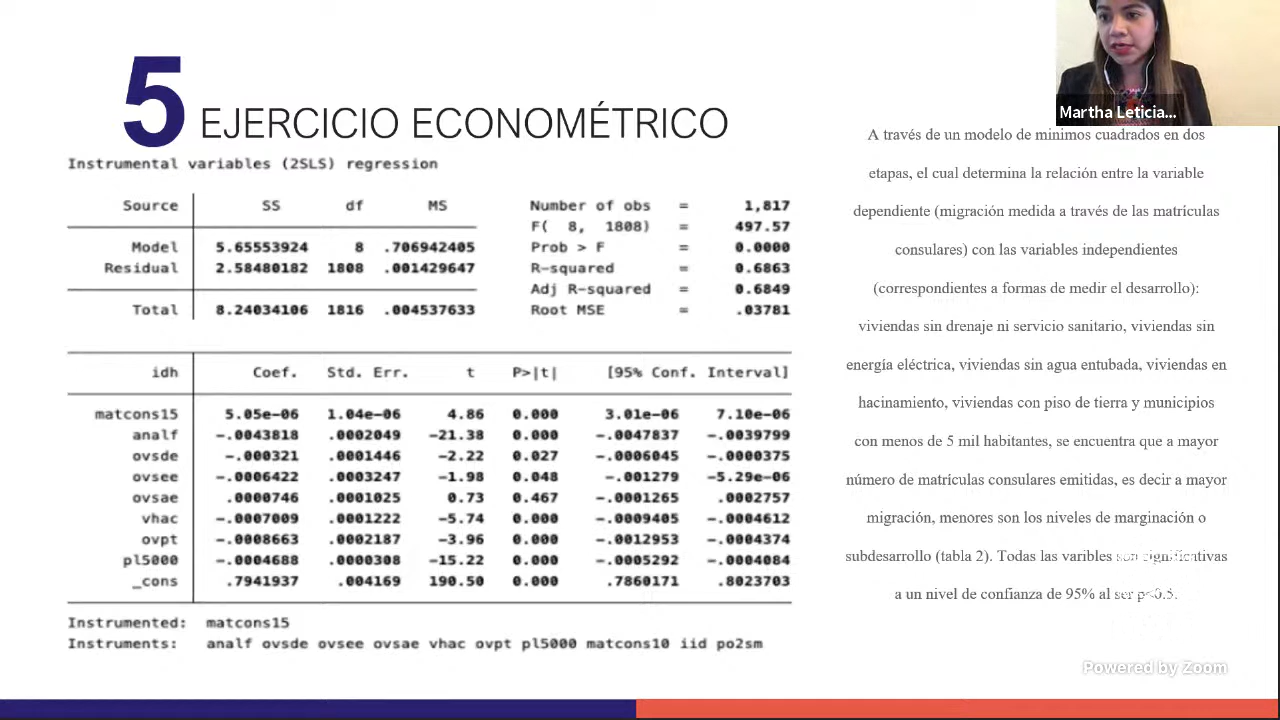 Martha Leticia...
5 EJERCICIO ECONOMÉTRICO
Instrumental variables (2SLS) regression
Source SS df MS
Model 5.65553924 8 .706942405
Residual 2.58480182 1808 .001429647
Total 8.24034106 1816 .004537633
Number of obs = 1,817
F( 8, 1808) = 497.57
Prob > F = 0.0000
R-squared = 0.6863
Adj R-squared = 0.6849
Root MSE = .03781
idh Coef. Std. Err. t P>|t| [95% Conf. Interval]
matcons15 5.05e-06 1.04e-06 4.86 0.000 3.01e-06 7.10e-06
analf -.0043818 .0002049 -21.38 0.000 -.0047837 -.0039799
ovsde -.000321 .0001446 -2.22 0.027 -.0006045 -.0000375
ovsee -.0006422 .0003247 -1.98 0.048 -.001279 -5.29e-06
ovsae .0000746 .0001025 0.73 0.467 -.0001265 .0002757
vhac -.0007009 .0001222 -5.74 0.000 -.0009405 -.0004612
ovpt -.0008663 .0002187 -3.96 0.000 -.0012953 -.0004374
pl5000 -.0004688 .0000308 -15.22 0.000 -.0005292 -.0004084
_cons .7941937 .004169 190.50 0.000 .7860171 .8023703
Instrumented: matcons15
Instruments: analf ovsde ovsee ovsae vhac ovpt pl5000 matcons10 iid po2sm
A través de un modelo de mínimos cuadrados en dos
etapas, el cual determina la relación entre la variable
dependiente (migración medida a través de las matrículas
consulares) con las variables independientes
(correspondientes a formas de medir el desarrollo):
viviendas sin drenaje ni servicio sanitario, viviendas sin
energía eléctrica, viviendas sin agua entubada, viviendas en
hacinamiento, viviendas con piso de tierra y municipios
con menos de 5 mil habitantes, se encuentra que a mayor
número de matrículas consulares emitidas, es decir a mayor
migración, menores son los niveles de marginación o
subdesarrollo (tabla 2). Todas las varibles son significativas
a un nivel de confianza de 95% al ser p<0.5.
Powered by Zoom